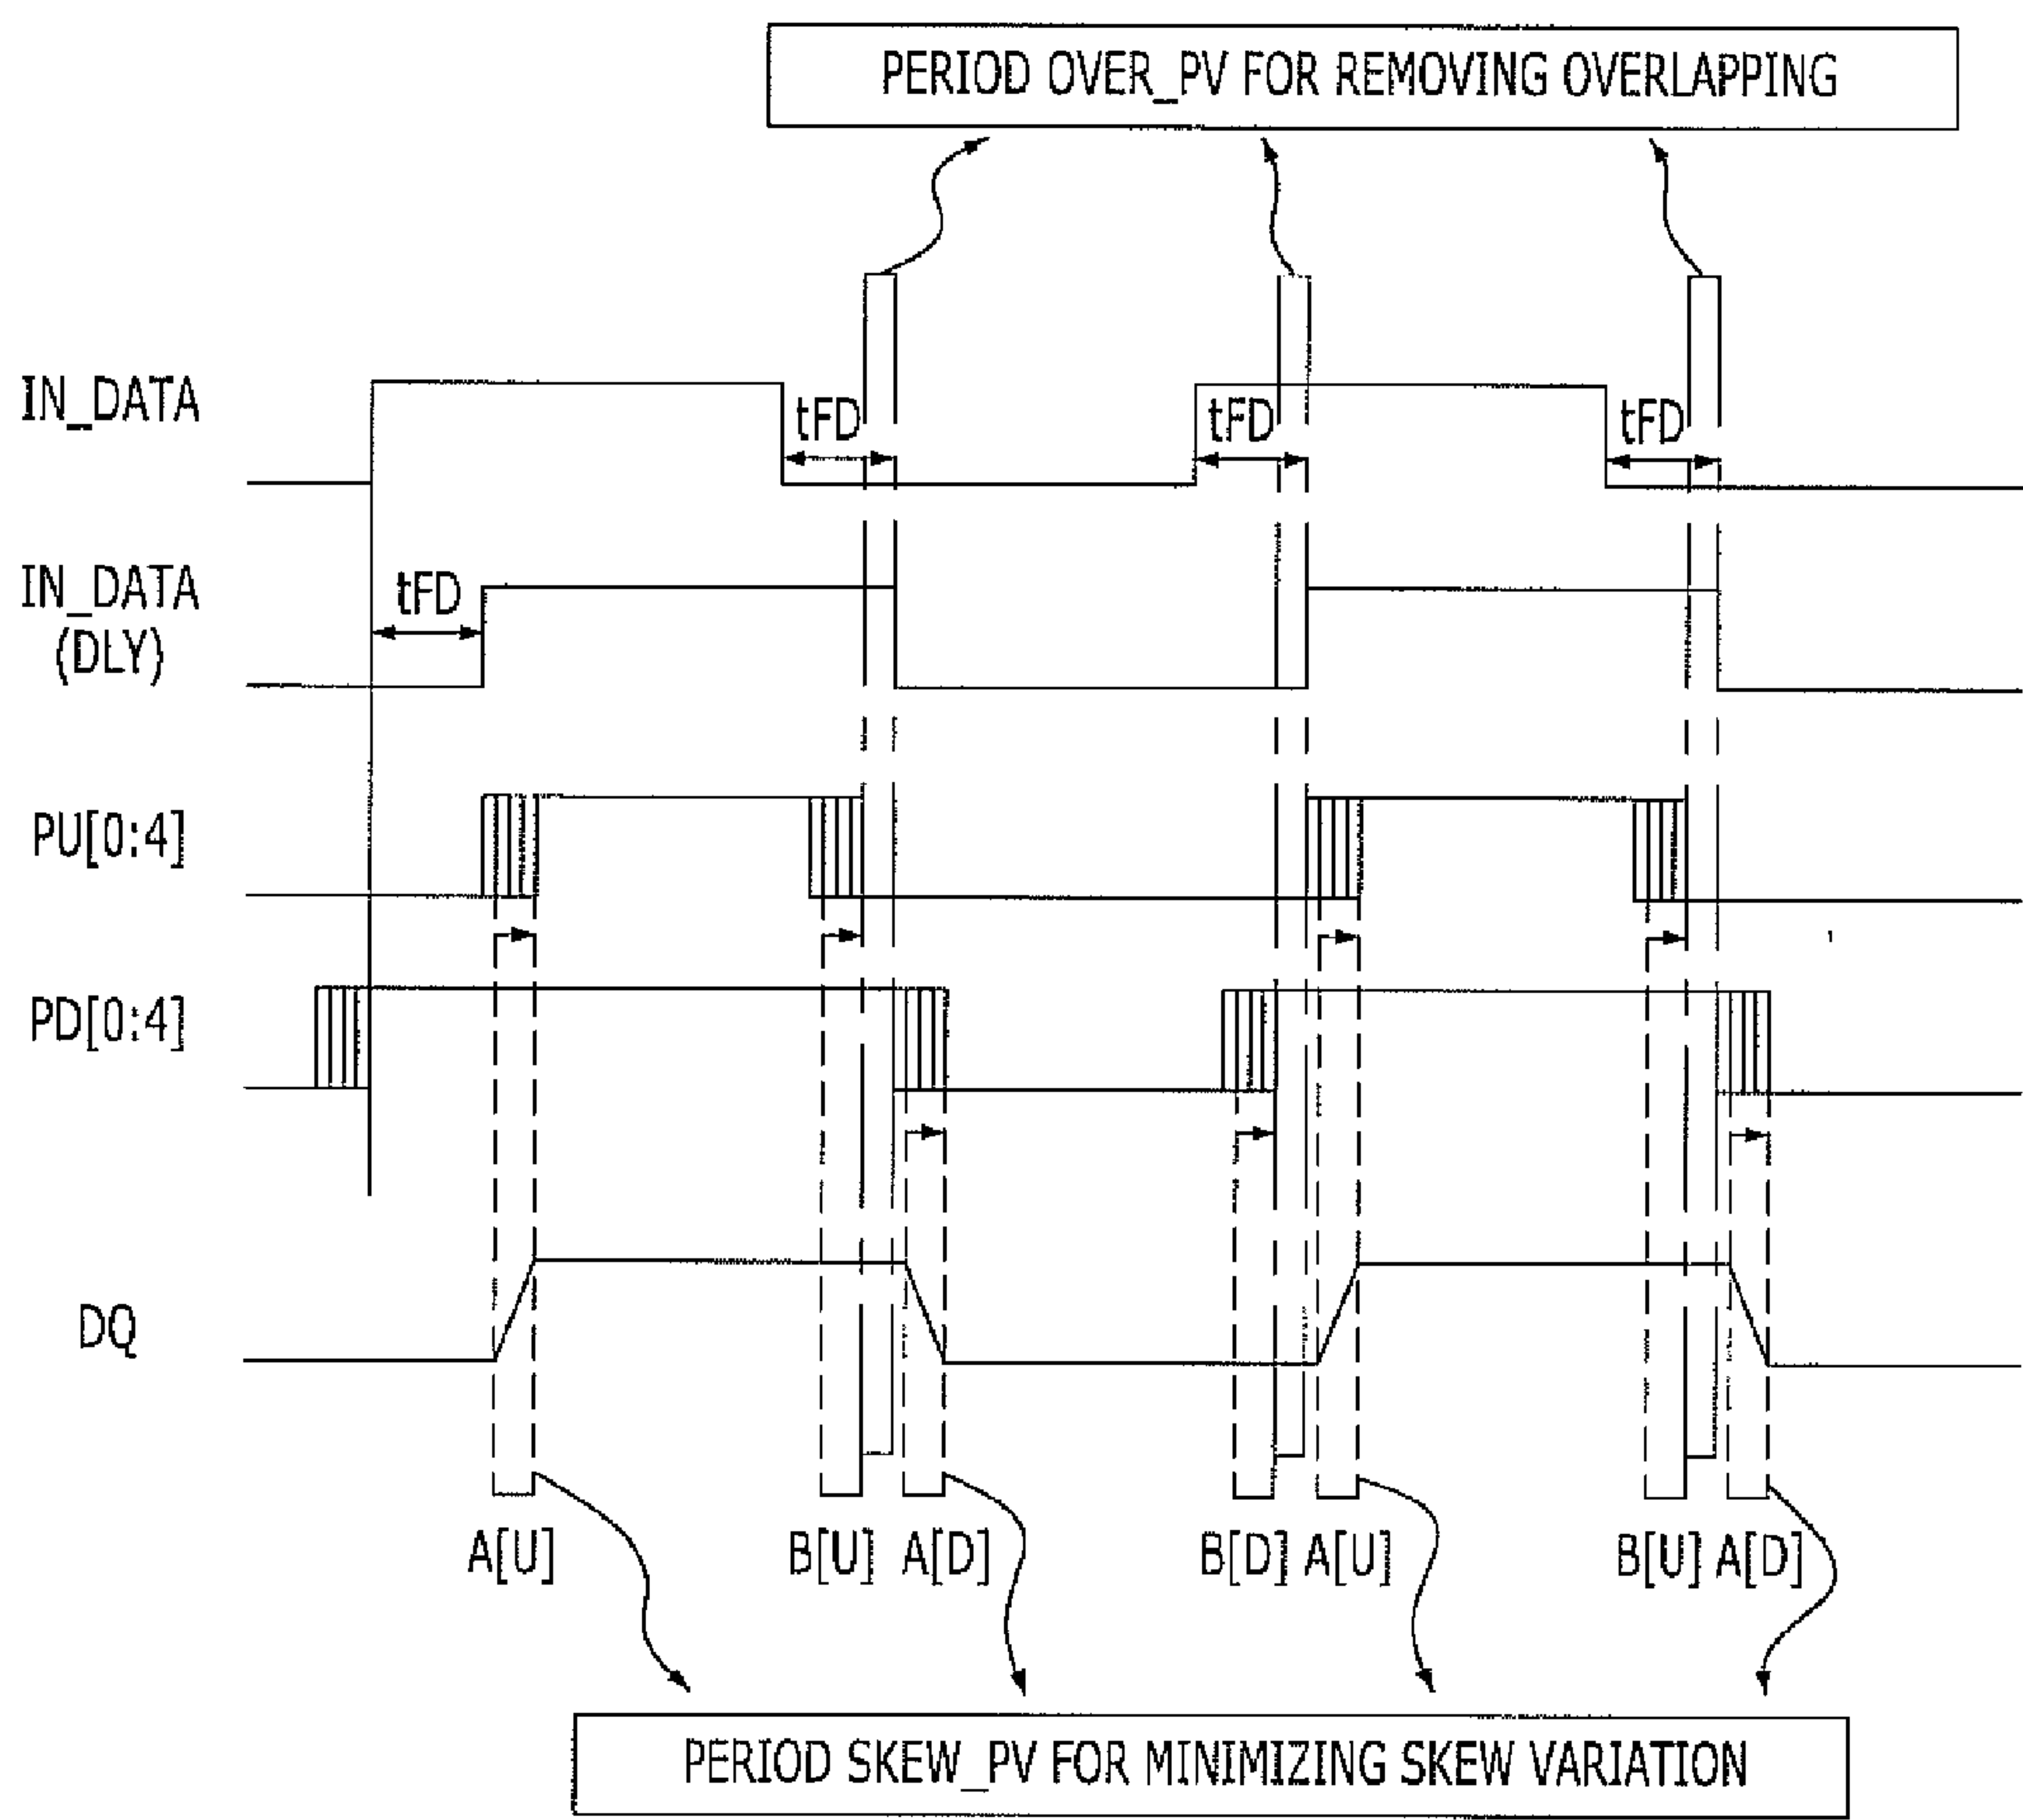 PERIOD OVER_PV FOR REMOVING OVERLAPPING
IN_DATA
tFD
tFD
tFD
IN_DATA
(DLY)
tFD
PU[0:4]
PD[0:4]
DQ
A[U]
B[U]
A[D]
B[D]
A[U]
B[U]
A[D]
PERIOD SKEW_PV FOR MINIMIZING SKEW VARIATION